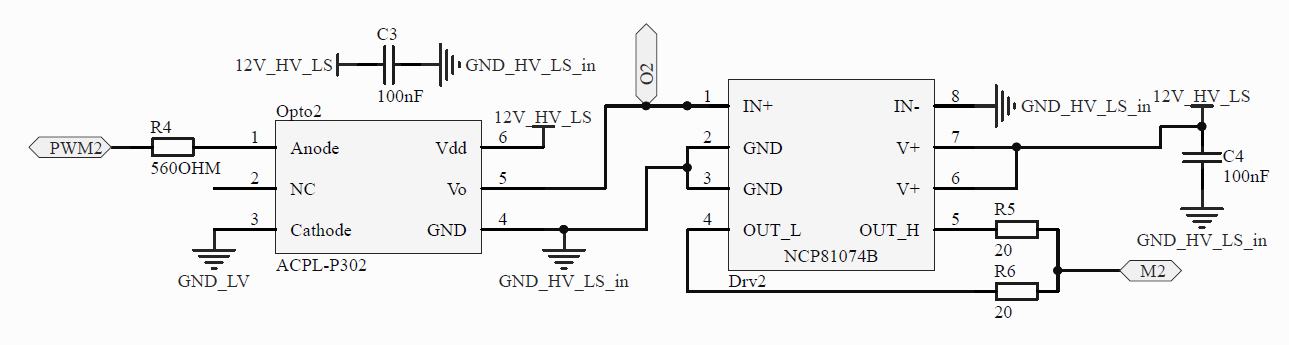 C3
12V_HV_LS
GND_HV_LS_in
100nF
O2
Opto2
12V_HV_LS
PWM2
R4
560OHM
1
Anode
Vdd
6
2
NC
Vo
5
3
Cathode
GND
4
ACPL-P302
GND_LV
GND_HV_LS_in
1
IN+
IN-
8
GND_HV_LS_in
12V_HV_LS
2
GND
V+
7
3
GND
V+
6
4
OUT_L
OUT_H
5
NCP81074B
Drv2
C4
100nF
GND_HV_LS_in
R5
20
R6
20
M2